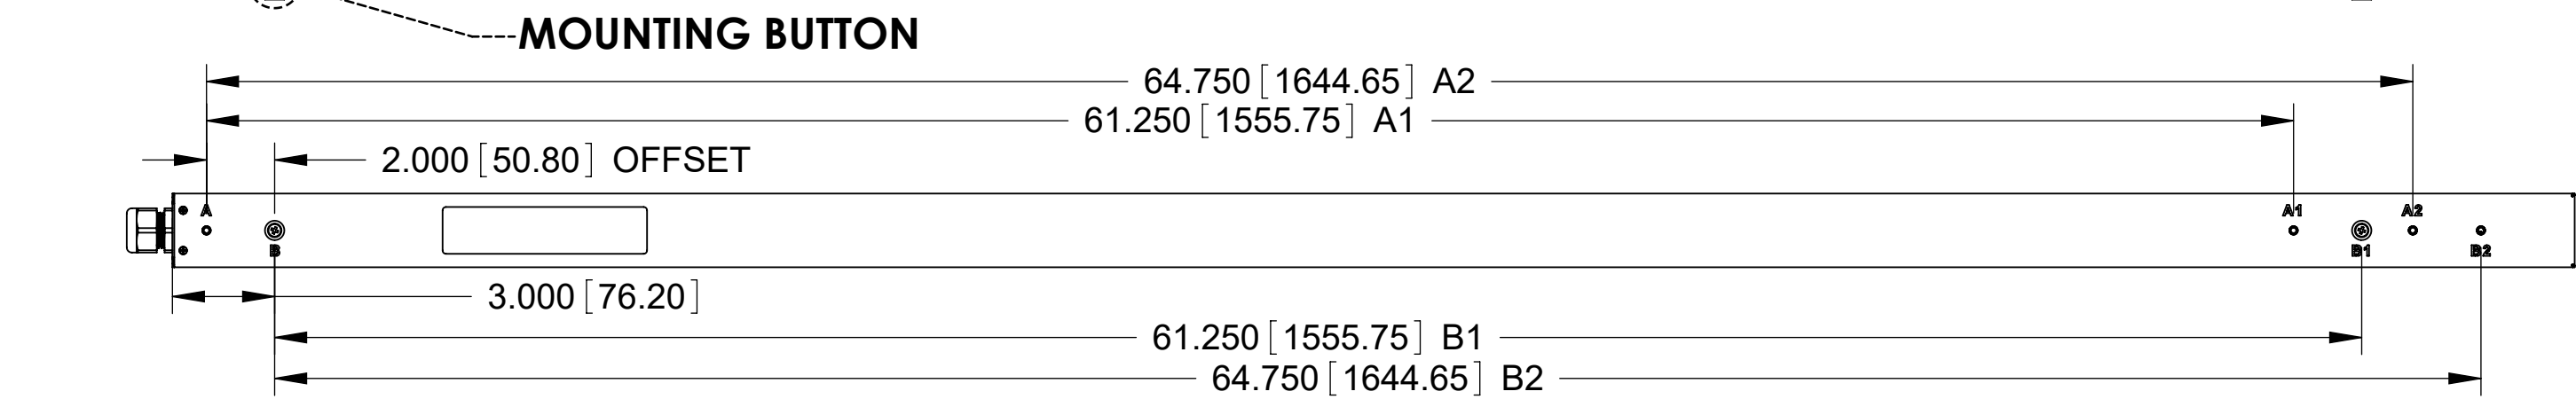 MOUNTING BUTTON
64.750 [1644.65] A2
61.250 [1555.75] A1
2.000 [50.80] OFFSET
A
A1
A2
B
B1
B2
3.000 [76.20]
61.250 [1555.75] B1
64.750 [1644.65] B2